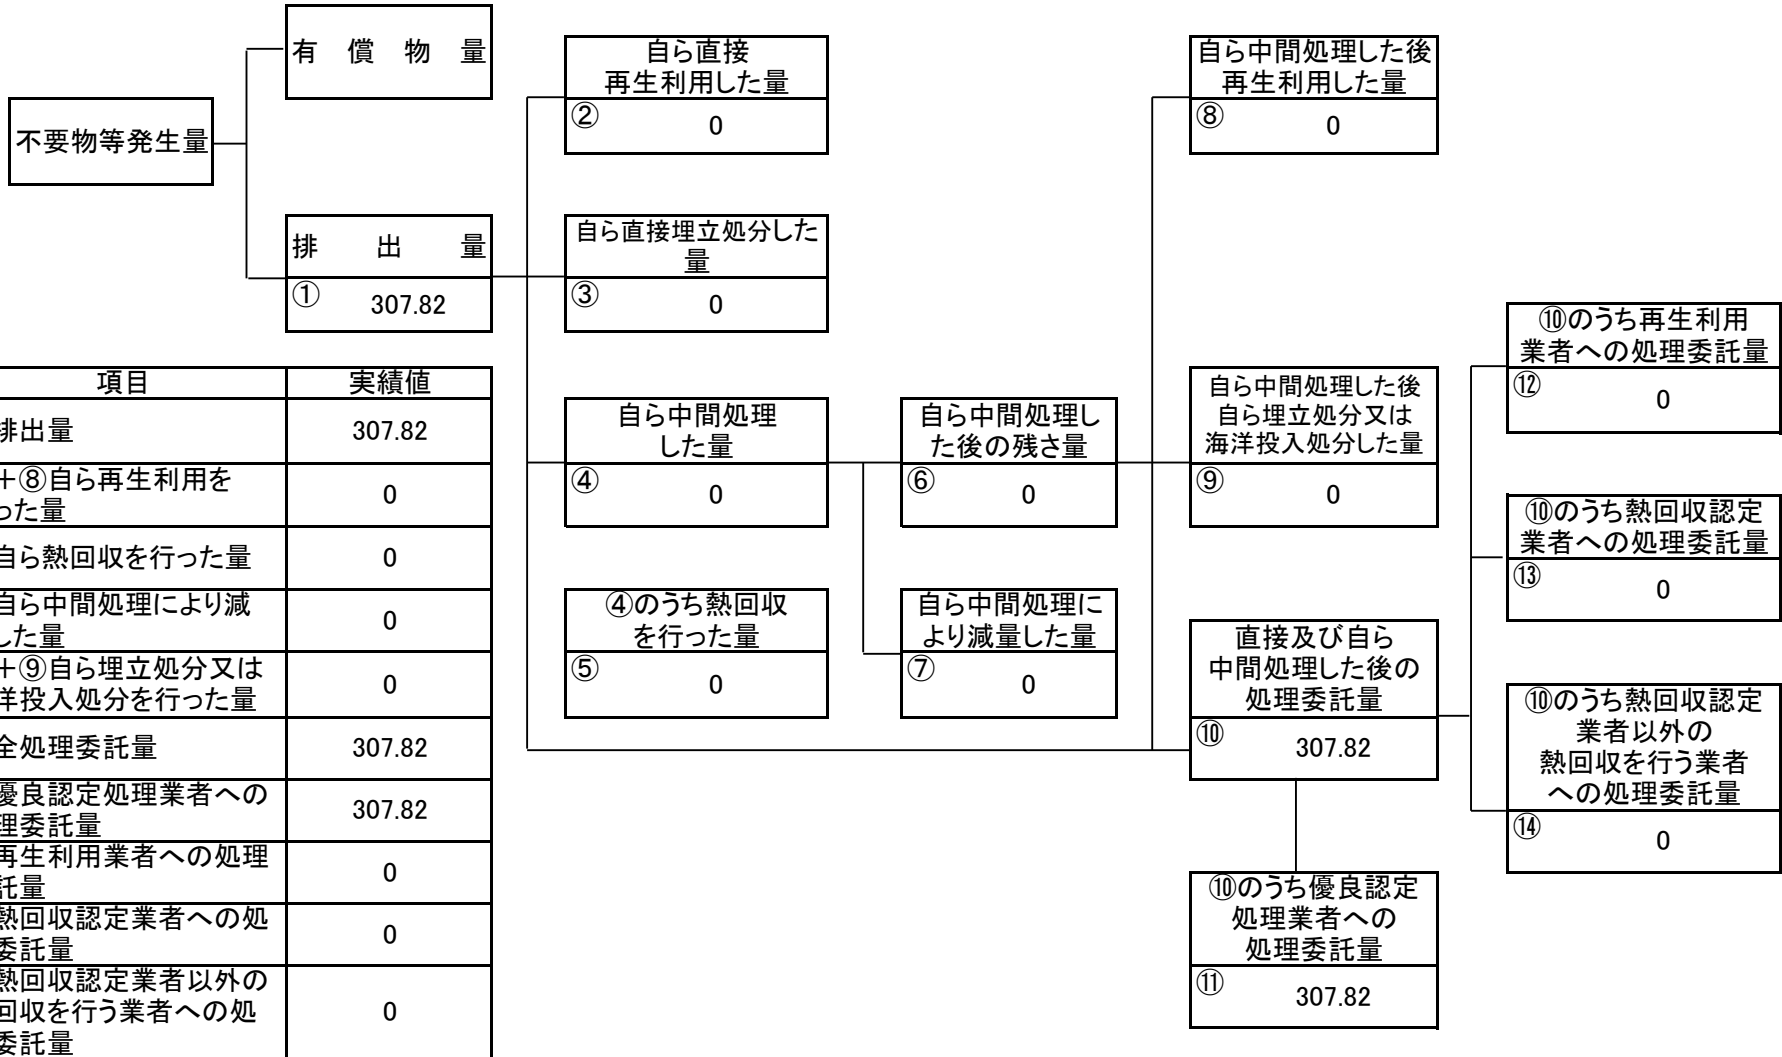 有償物量
自ら直接
再生利用した量
② 0
自ら中間処理した後
再生利用した量
⑧ 0
不要物等発生量
排出量
① 307.82
自ら直接埋立処分した
量
③ 0
⑩のうち再生利用
業者への処理委託量
⑫ 0
項目 実績値
排出量 307.82
+⑧自ら再生利用を
った量
0
自ら熱回収を行った量 0
自ら中間処理により減
した量
0
+⑨自ら埋立処分又は
洋投入処分を行った量
0
全処理委託量 307.82
優良認定処理業者への
理委託量
307.82
再生利用業者への処理
託量
0
熱回収認定業者への処
委託量
0
熱回収認定業者以外の
回収を行う業者への処
委託量
0
自ら中間処理
した量
④ 0
自ら中間処理し
た後の残さ量
⑥ 0
自ら中間処理した後
自ら埋立処分又は
海洋投入処分した量
⑨ 0
⑩のうち熱回収認定
業者への処理委託量
⑬ 0
④のうち熱回収
を行った量
⑤ 0
自ら中間処理に
より減量した量
⑦ 0
直接及び自ら
中間処理した後の
処理委託量
⑩ 307.82
⑩のうち熱回収認定
業者以外の
熱回収を行う業者
への処理委託量
⑭ 0
⑩のうち優良認定
処理業者への
処理委託量
⑪ 307.82